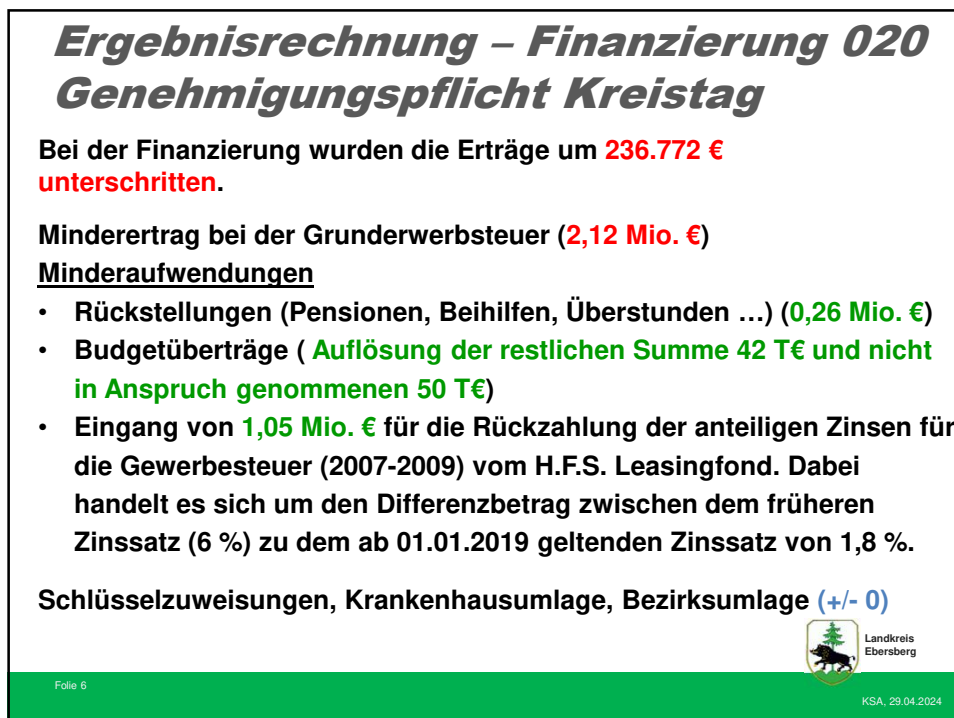 Ergebnisrechnung – Finanzierung 020
Genehmigungspflicht Kreistag
Bei der Finanzierung wurden die Erträge um 236.772 €
unterschritten.
Minderertrag bei der Grunderwerbsteuer (2,12 Mio. €)
Minderaufwendungen
• Rückstellungen (Pensionen, Beihilfen, Überstunden …) (0,26 Mio. €)
• Budgetüberträge ( Auflösung der restlichen Summe 42 T€ und nicht
in Anspruch genommenen 50 T€)
• Eingang von 1,05 Mio. € für die Rückzahlung der anteiligen Zinsen für
die Gewerbesteuer (2007-2009) vom H.F.S. Leasingfond. Dabei
handelt es sich um den Differenzbetrag zwischen dem früheren
Zinssatz (6 %) zu dem ab 01.01.2019 geltenden Zinssatz von 1,8 %.
Schlüsselzuweisungen, Krankenhausumlage, Bezirksumlage (+/- 0)
Landkreis
Ebersberg
Folie 6
KSA, 29.04.2024